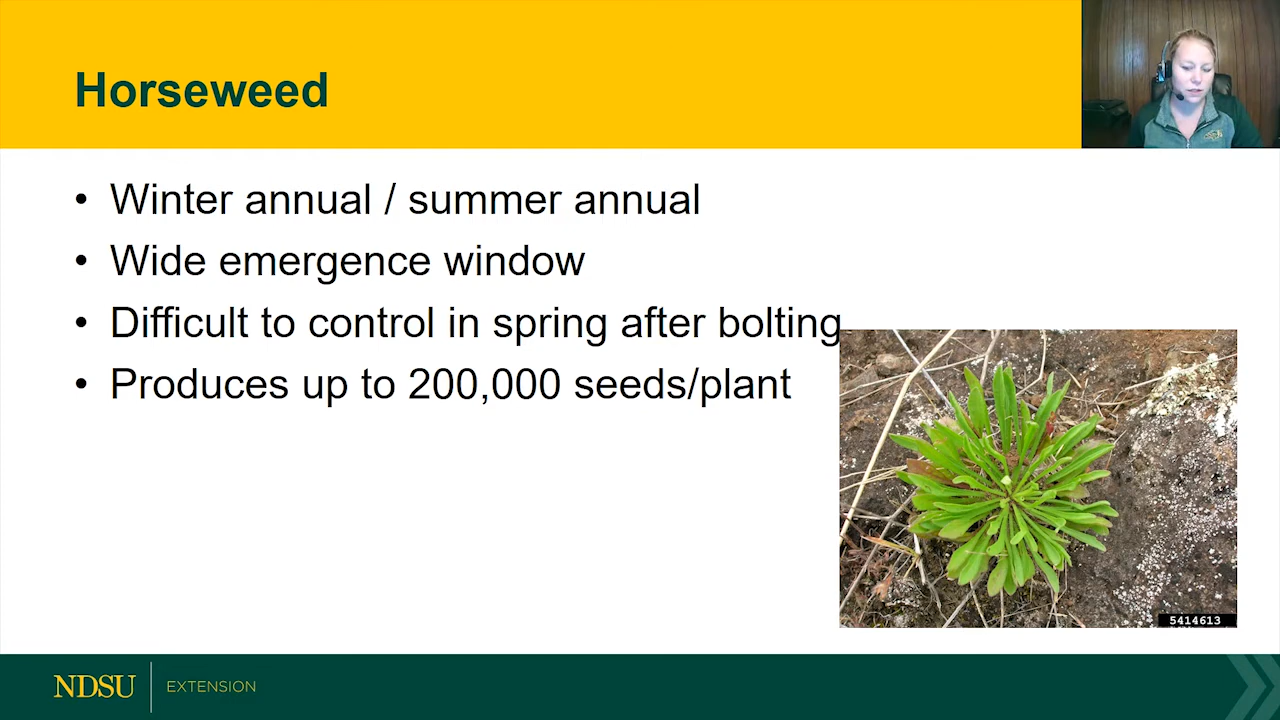 Horseweed
• Winter annual / summer annual
• Wide emergence window
• Difficult to control in spring after bolting
• Produces up to 200,000 seeds/plant
5414613
NDSU EXTENSION